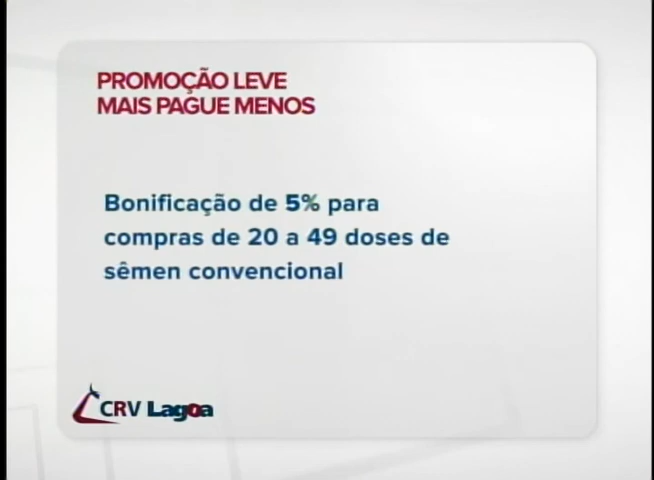 PROMOÇÃO LEVE
MAIS PAGUE MENOS
Bonificação de 5% para
compras de 20 a 49 doses de
sêmen convencional
CRV Lagoa